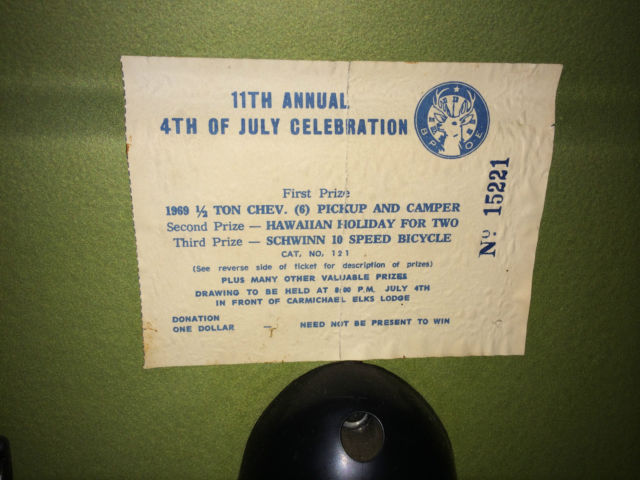 11TH ANNUAL
4TH OF JULY CELEBRATION
B P O E
Nº 15221
First Prize
1969 ½ TON CHEV. (6) PICKUP AND CAMPER
Second Prize — HAWAIIAN HOLIDAY FOR TWO
Third Prize — SCHWINN 10 SPEED BICYCLE
CAT. NO. 121
(See reverse side of ticket for description of prizes)
PLUS MANY OTHER VALUABLE PRIZES
DRAWING TO BE HELD AT 8:00 P.M. JULY 4TH
IN FRONT OF CARMICHAEL ELKS LODGE
DONATION
ONE DOLLAR — NEED NOT BE PRESENT TO WIN